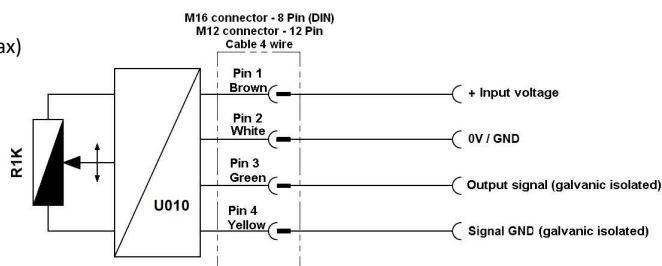 M16 connector - 8 Pin (DIN)
M12 connector - 12 Pin
Cable 4 wire
ax)
Pin 1
Brown
+ Input voltage
Pin 2
White
0V / GND
Pin 3
Green
Output signal (galvanic isolated)
Pin 4
Yellow
Signal GND (galvanic isolated)
R1K
U010